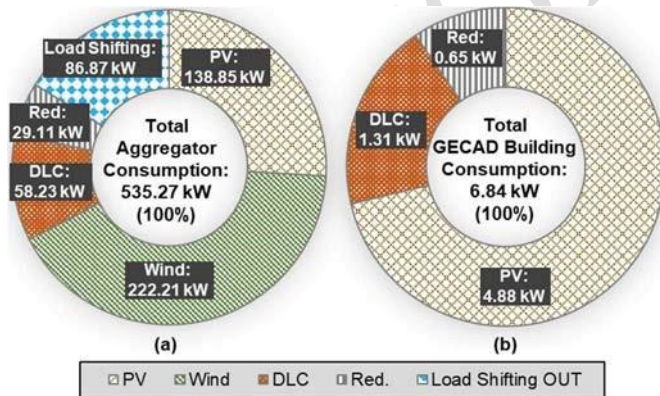 Load Shifting:
86.87 kW
PV:
138.85 kW
Red:
29.11 kW
DLC:
58.23 kW
Total
Aggregator
Consumption:
535.27 kW
(100%)
Wind:
222.21 kW
(a)
Red:
0.65 kW
DLC:
1.31 kW
Total
GECAD Building
Consumption:
6.84 kW
(100%)
PV:
4.88 kW
(b)
PV Wind DLC Red. Load Shifting OUT